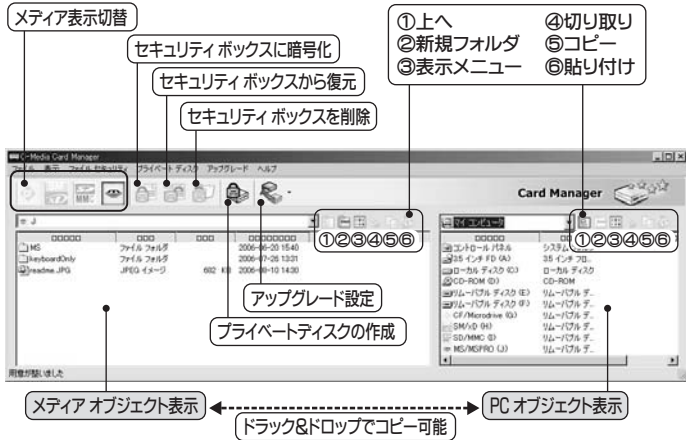 メディア表示切替
セキュリティ ボックスに暗号化
セキュリティ ボックスから復元
セキュリティ ボックスを削除
①上へ ④切り取り
②新規フォルダ ⑤コピー
③表示メニュー ⑥貼り付け
C-Media Card Manager
ファイル 表示 ファイル セキュリティ プライベート ディスク アップグレード ヘルプ
Card Manager
J
マイ コンピュータ
①②③④⑤⑥
①②③④⑤⑥
MS ファイル フォルダ 2006-06-20 15:40
keyboardOnly ファイル フォルダ 2006-07-26 13:31
readme.JPG JPEG イメージ 682 KB 2006-08-10 14:30
コントロール パネル システム
3.5 インチ FD (A) 3.5 インチ フロ..
ローカル ディスク (C) ローカル ディスク
CD-ROM (D) CD-ROM
リムーバブル ディスク (E) リムーバブル デ..
リムーバブル ディスク (F) リムーバブル デ..
CF/Microdrive (G) リムーバブル デ..
SM/xD (H) リムーバブル デ..
SD/MMC (I) リムーバブル デ..
MS/MSPRO (J) リムーバブル デ..
アップグレード設定
プライベートディスクの作成
用意が整いました
メディア オブジェクト表示
PC オブジェクト表示
ドラック&ドロップでコピー可能